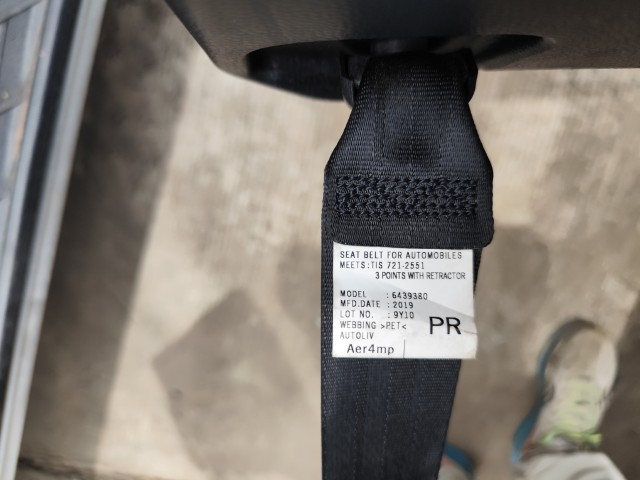 SEAT BELT FOR AUTOMOBILES
MEETS:TIS 721-2551
3 POINTS WITH RETRACTOR
MODEL : 6439380
MFD.DATE : 2019
LOT NO. : 9Y10
WEBBING >PET<
PR
AUTOLIV
Aer4mp